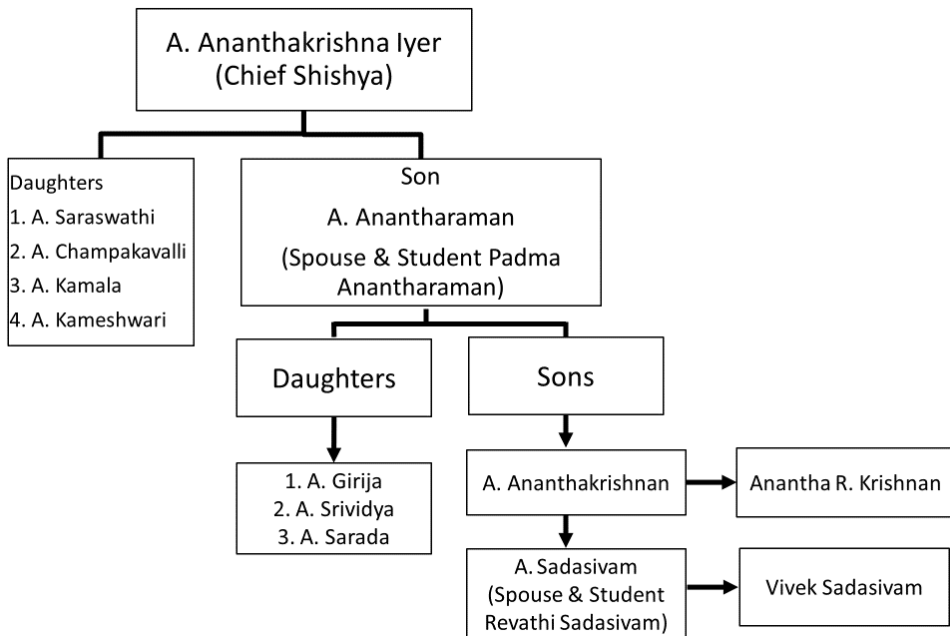 A. Ananthakrishna Iyer
(Chief Shishya)
Daughters
1. A. Saraswathi
2. A. Champakavalli
3. A. Kamala
4. A. Kameshwari
Son
A. Anantharaman
(Spouse & Student Padma
Anantharaman)
Daughters
Sons
1. A. Girija
2. A. Srividya
3. A. Sarada
A. Ananthakrishnan
Anantha R. Krishnan
A. Sadasivam
(Spouse & Student
Revathi Sadasivam)
Vivek Sadasivam